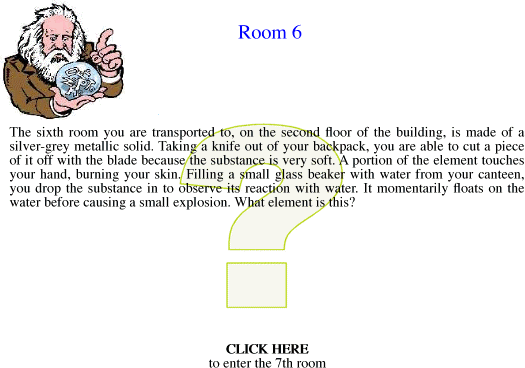 Room 6
The sixth room you are transported to, on the second floor of the building, is made of a
silver-grey metallic solid. Taking a knife out of your backpack, you are able to cut a piece
of it off with the blade because the substance is very soft. A portion of the element touches
your hand, burning your skin. Filling a small glass beaker with water from your canteen,
you drop the substance in to observe its reaction with water. It momentarily floats on the
water before causing a small explosion. What element is this?
?
CLICK HERE
to enter the 7th room